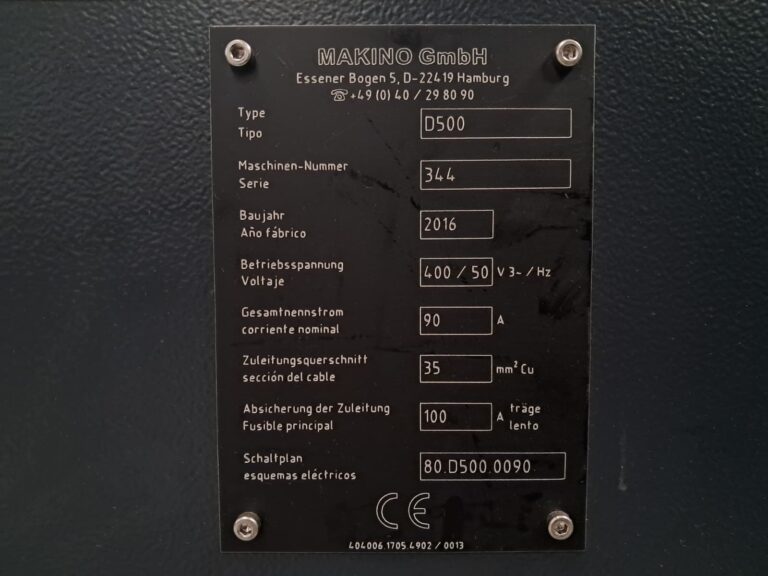 MAKINO GmbH
Essener Bogen 5, D-22419 Hamburg
☎ +49 (0) 40 / 29 80 90
Type
Tipo
D500
Maschinen-Nummer
Serie
344
Baujahr
Año fábrico
2016
Betriebsspannung
Voltaje
400 / 50 V 3~ / Hz
Gesamtnennstrom
corriente nominal
90 A
Zuleitungsquerschnitt
sección del cable
35 mm² Cu
Absicherung der Zuleitung
Fusible principal
100 A träge
lento
Schaltplan
esquemas eléctricos
80.D500.0090
CE
404006.1705.4902 / 0013